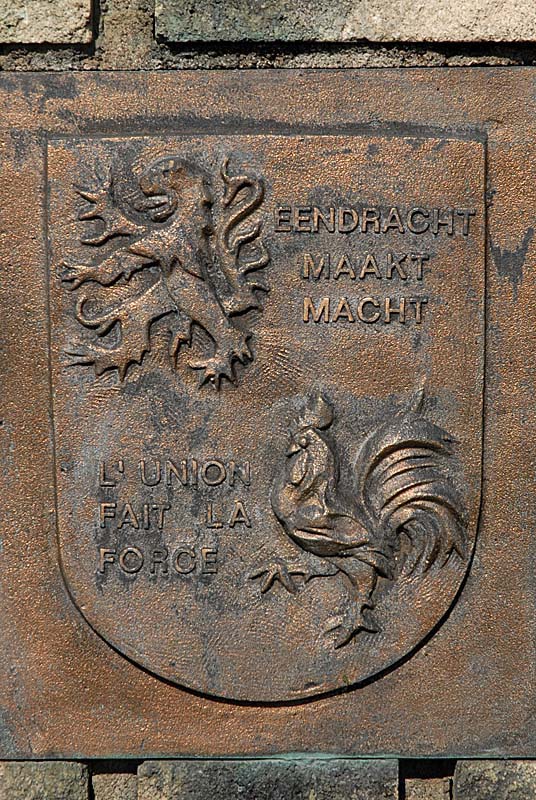 EENDRACHT
MAAKT
MACHT
L' UNION
FAIT LA
FORCE